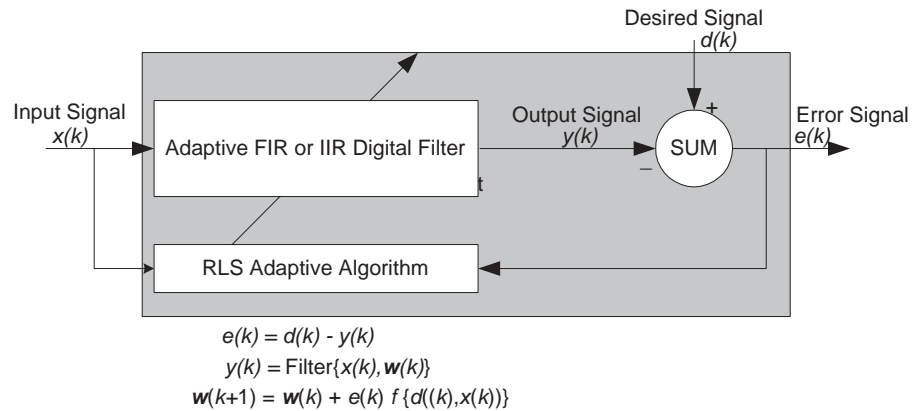 Desired Signal
d(k)
Input Signal
x(k)
Adaptive FIR or IIR Digital Filter
Output Signal
y(k)
+
SUM
–
Error Signal
e(k)
t
RLS Adaptive Algorithm
e(k) = d(k) - y(k)
y(k) = Filter{x(k),w(k)}
w(k+1) = w(k) + e(k) f {d((k),x(k))}